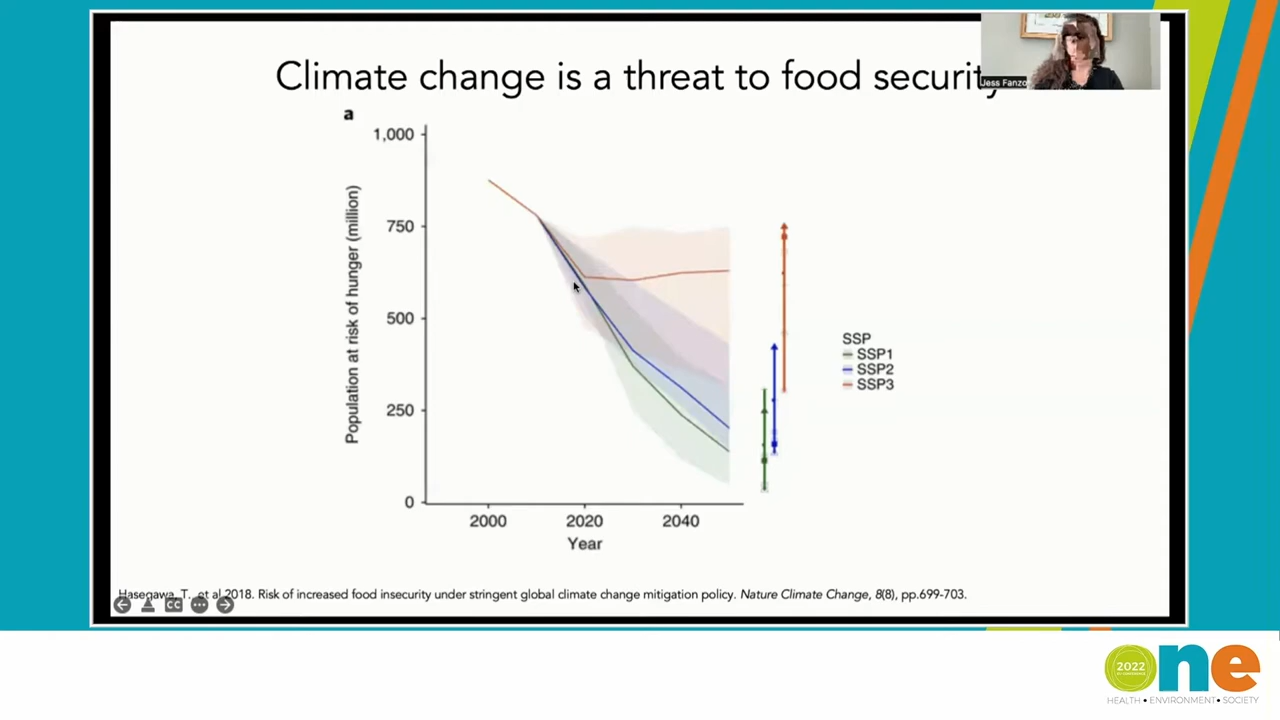 Climate change is a threat to food security
Jess Fanzo
a
Population at risk of hunger (million)
1,000
750
500
250
0
2000 2020 2040
Year
SSP
SSP1
SSP2
SSP3
Hasegawa, T., et al 2018. Risk of increased food insecurity under stringent global climate change mitigation policy. Nature Climate Change, 8(8), pp.699-703.
CC
2022
one
HEALTH • ENVIRONMENT • SOCIETY